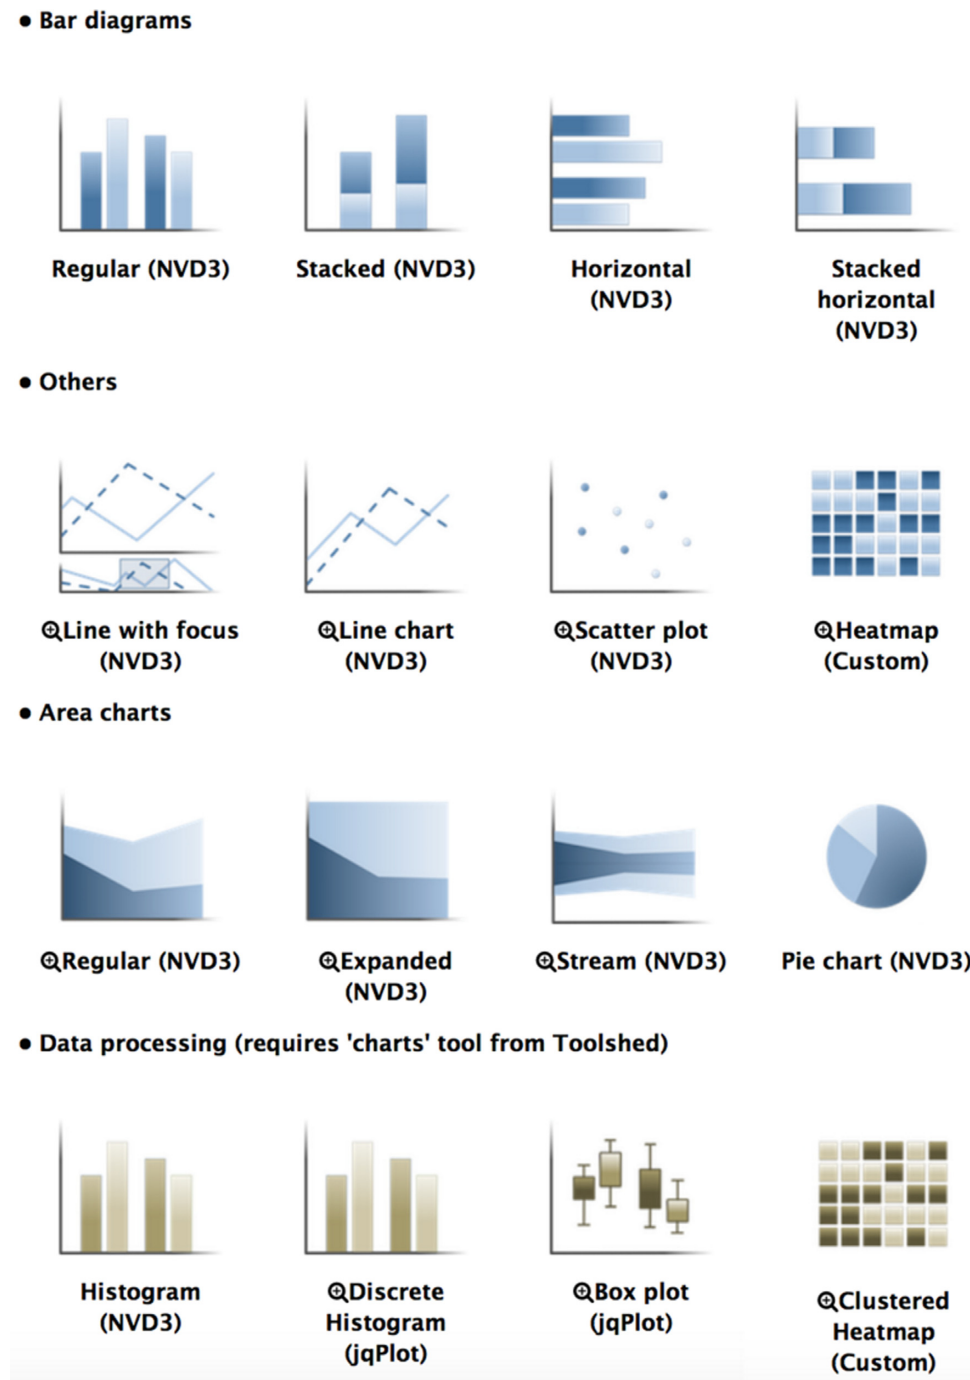 • Bar diagrams
Regular (NVD3)
Stacked (NVD3)
Horizontal
(NVD3)
Stacked
horizontal
(NVD3)
• Others
Line with focus
(NVD3)
Line chart
(NVD3)
Scatter plot
(NVD3)
Heatmap
(Custom)
• Area charts
Regular (NVD3)
Expanded
(NVD3)
Stream (NVD3)
Pie chart (NVD3)
• Data processing (requires 'charts' tool from Toolshed)
Histogram
(NVD3)
Discrete
Histogram
(jqPlot)
Box plot
(jqPlot)
Clustered
Heatmap
(Custom)